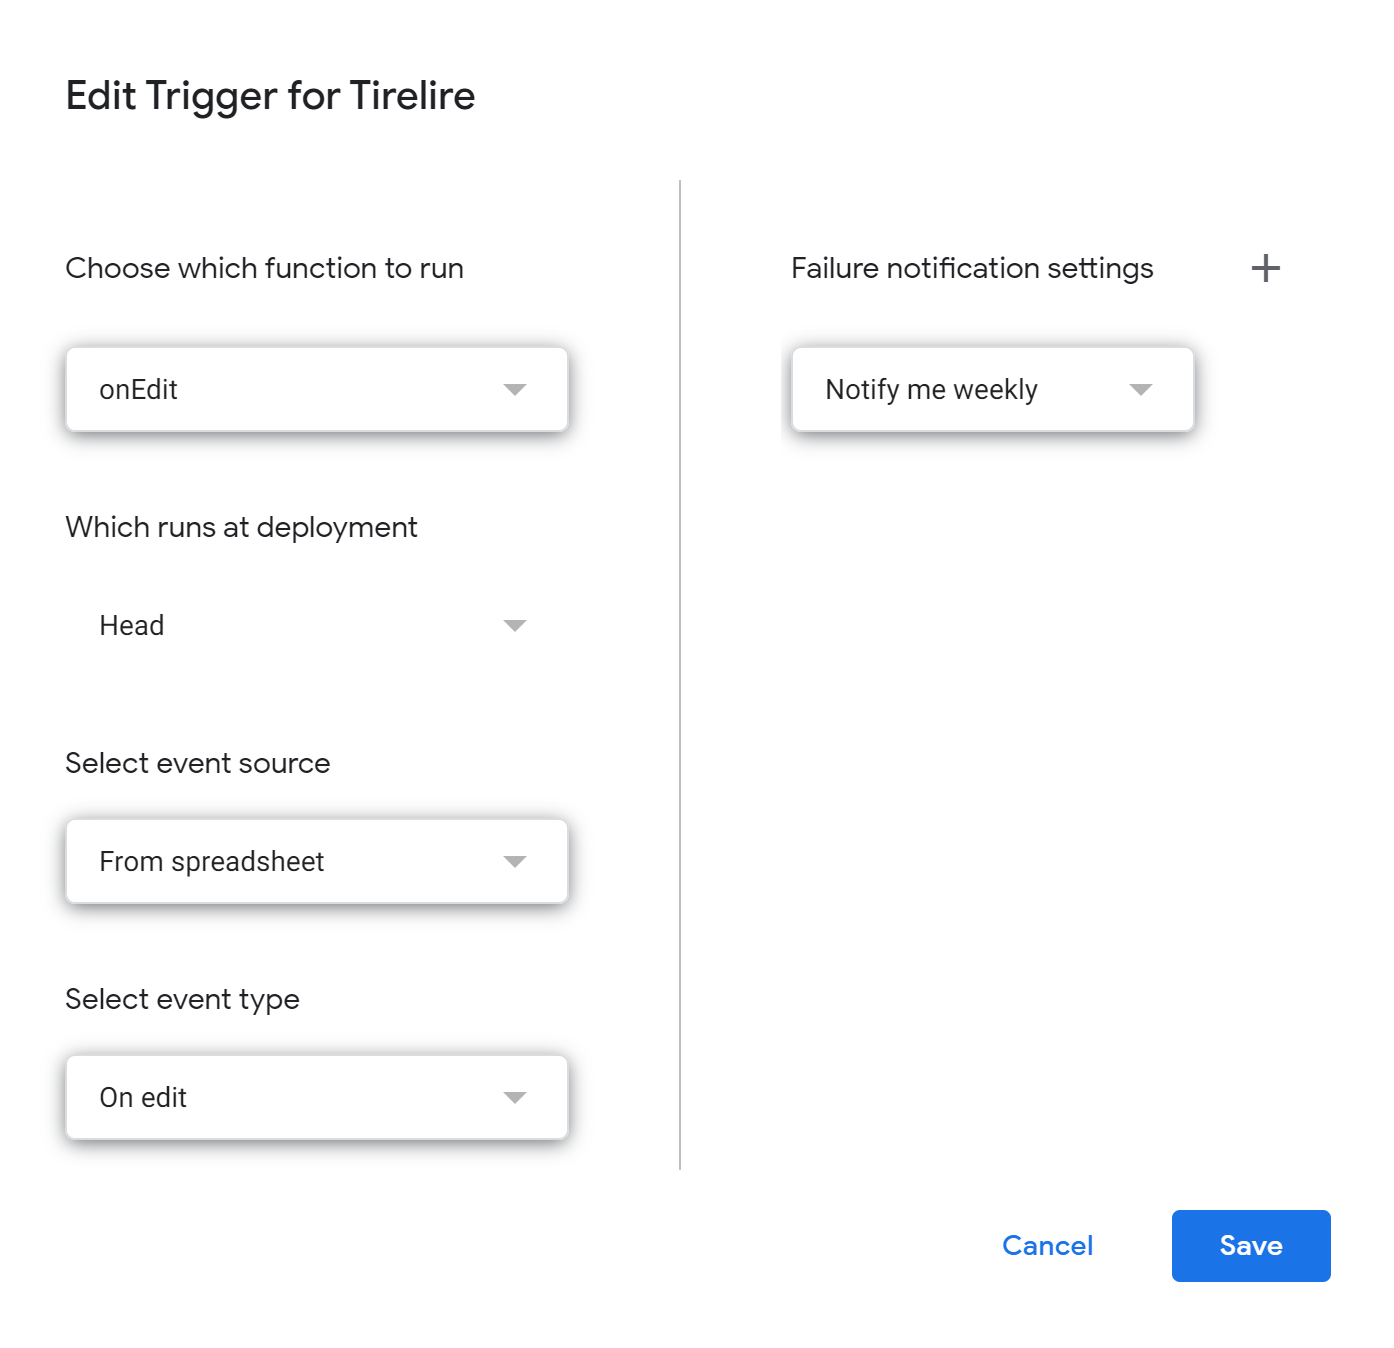 Edit Trigger for Tirelire
Choose which function to run
onEdit
Which runs at deployment
Head
Select event source
From spreadsheet
Select event type
On edit
Failure notification settings
Notify me weekly
Cancel
Save